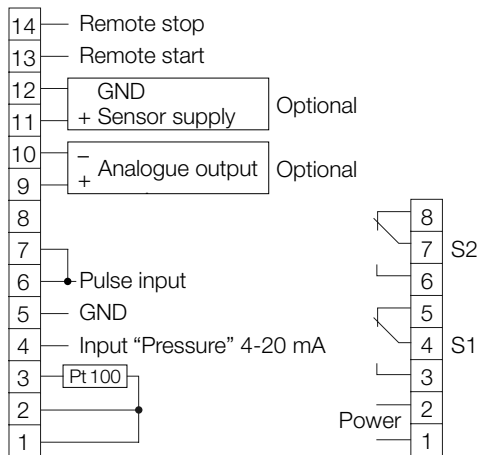 14 Remote stop
13 Remote start
12 GND
11 + Sensor supply
Optional
10 –
9 +
Analogue output
Optional
8
7
6 Pulse input
5 GND
4 Input “Pressure” 4-20 mA
3 Pt 100
2
1
8
7 S2
6
5
4 S1
3
Power 2
1